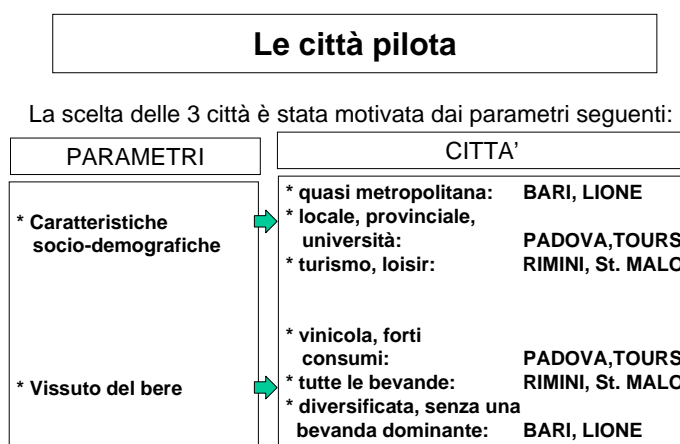 Le città pilota
La scelta delle 3 città è stata motivata dai parametri seguenti:
PARAMETRI
CITTA'
* Caratteristiche
socio-demografiche
* quasi metropolitana: BARI, LIONE
* locale, provinciale,
università: PADOVA,TOURS
* turismo, loisir: RIMINI, St. MALO
* Vissuto del bere
* vinicola, forti
consumi: PADOVA,TOURS
* tutte le bevande: RIMINI, St. MALO
* diversificata, senza una
bevanda dominante: BARI, LIONE